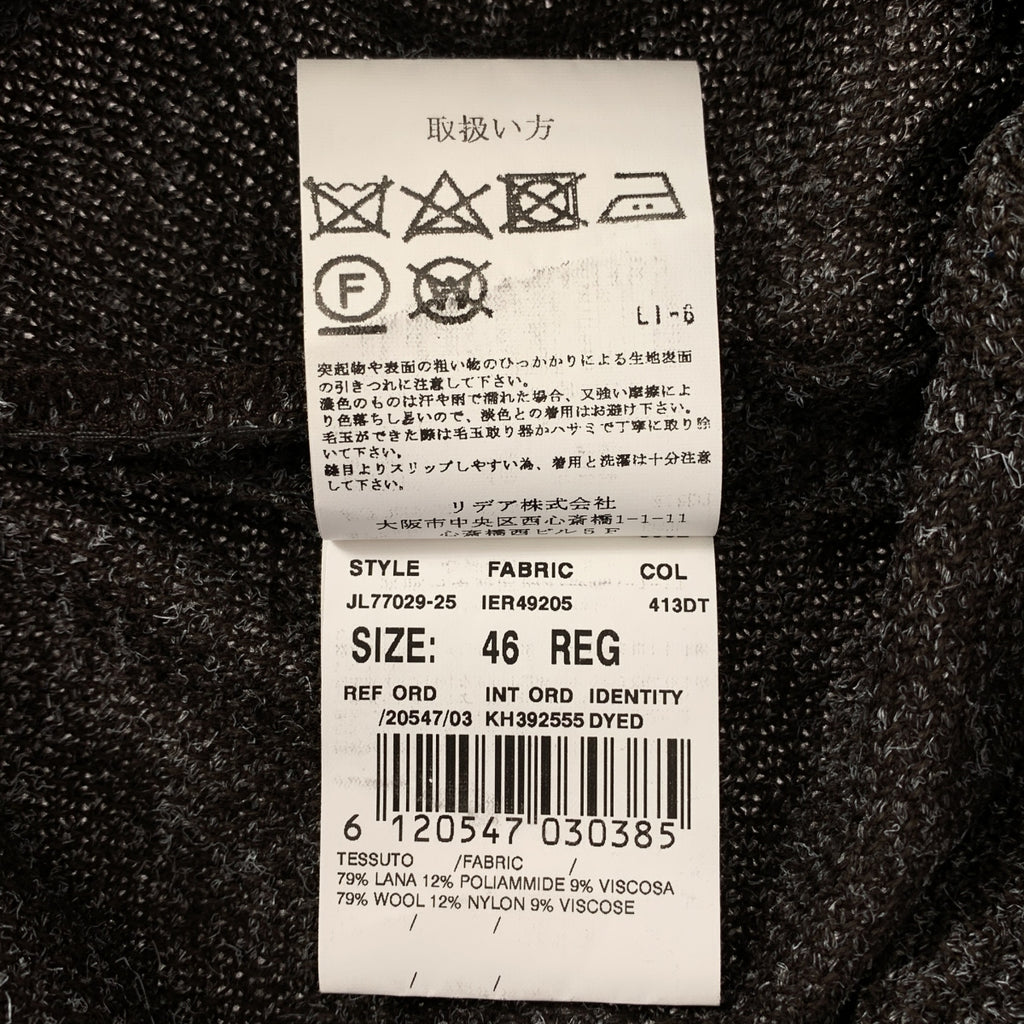 取扱い方
F
LI-6
突起物や表面の粗い物のひっかかりによる生地表面
の引きつれに注意して下さい。
濃色のものは汗や雨で濡れた場合、又強い摩擦によ
り色落ちし易いので、淡色との着用はお避け下さい。
毛玉ができた際は毛玉取り器かハサミで丁寧に取り除
いて下さい。
縫目よりスリップしやすい為、着用と洗濯は十分注意
して下さい。
リデア株式会社
大阪市中央区西心斎橋1-1-11
心斎橋西ビル5F
STYLE FABRIC COL
JL77029-25 IER49205 413DT
SIZE: 46 REG
REF ORD INT ORD IDENTITY
/20547/03 KH392555 DYED
6 120547 030385
TESSUTO /FABRIC /
79% LANA 12% POLIAMMIDE 9% VISCOSA
79% WOOL 12% NYLON 9% VISCOSE
/ /
/ /